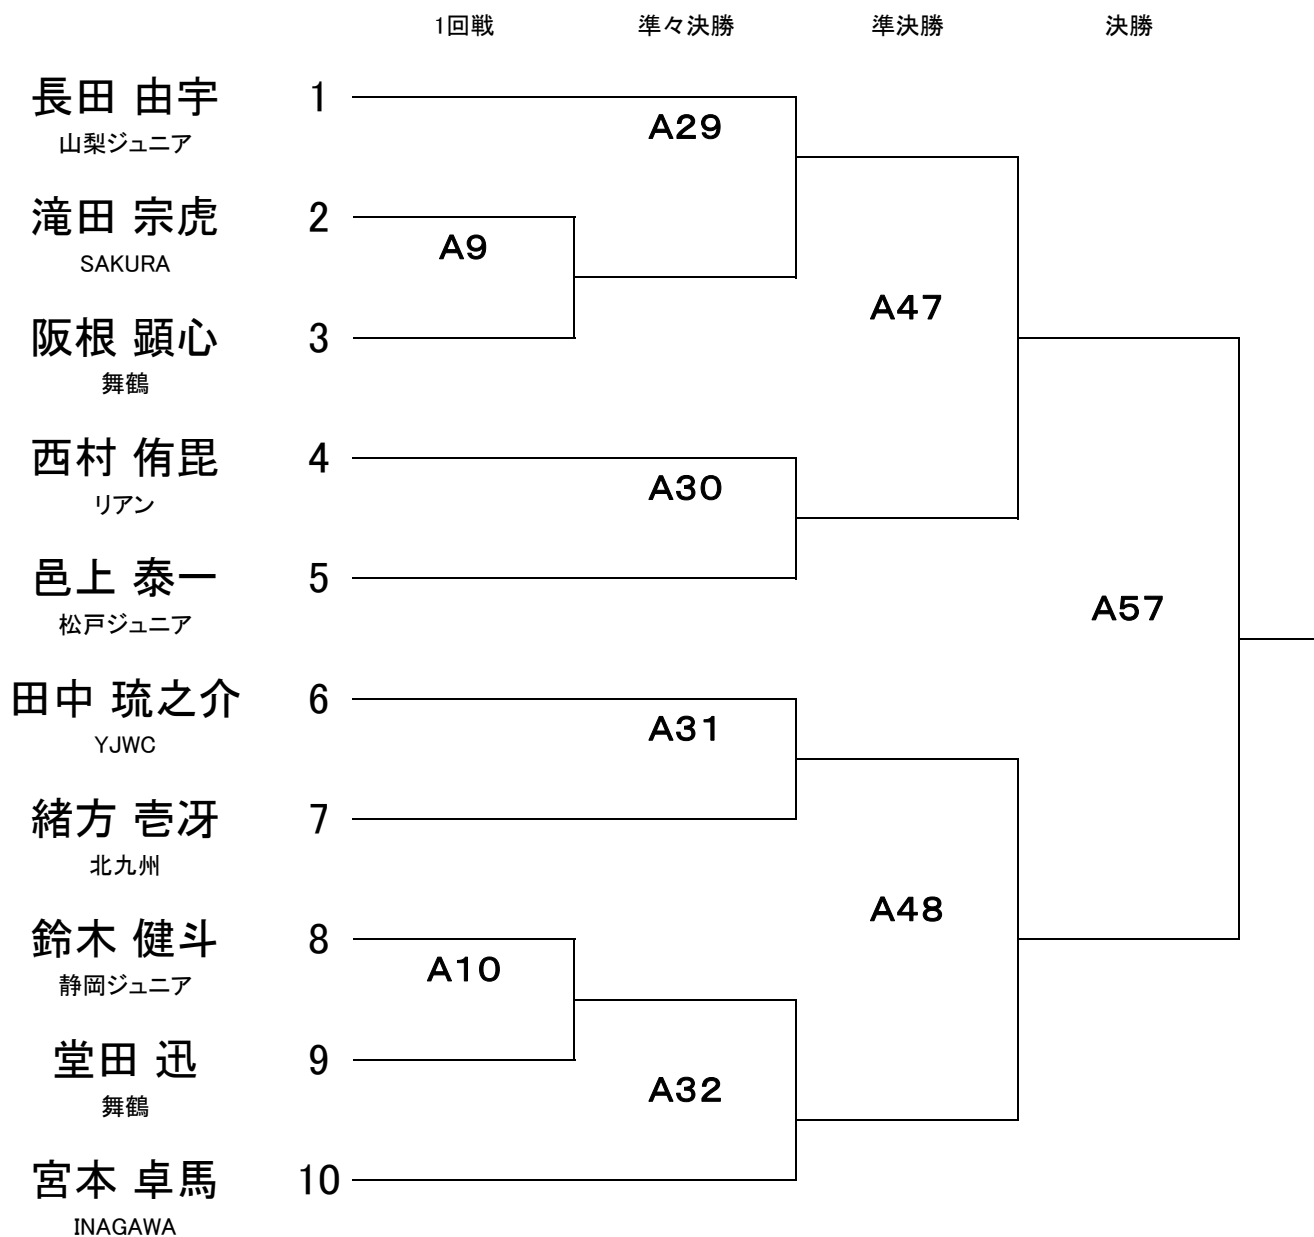 1回戦 準々決勝 準決勝 決勝
長田 由宇 1
山梨ジュニア
A29
滝田 宗虎 2
SAKURA
A9
阪根 顕心 3
舞鶴
A47
西村 侑毘 4
リアン
A30
邑上 泰一 5
松戸ジュニア
A57
田中 琉之介 6
YJWC
A31
緒方 壱冴 7
北九州
A48
鈴木 健斗 8
静岡ジュニア
A10
堂田 迅 9
舞鶴
A32
宮本 卓馬 10
INAGAWA